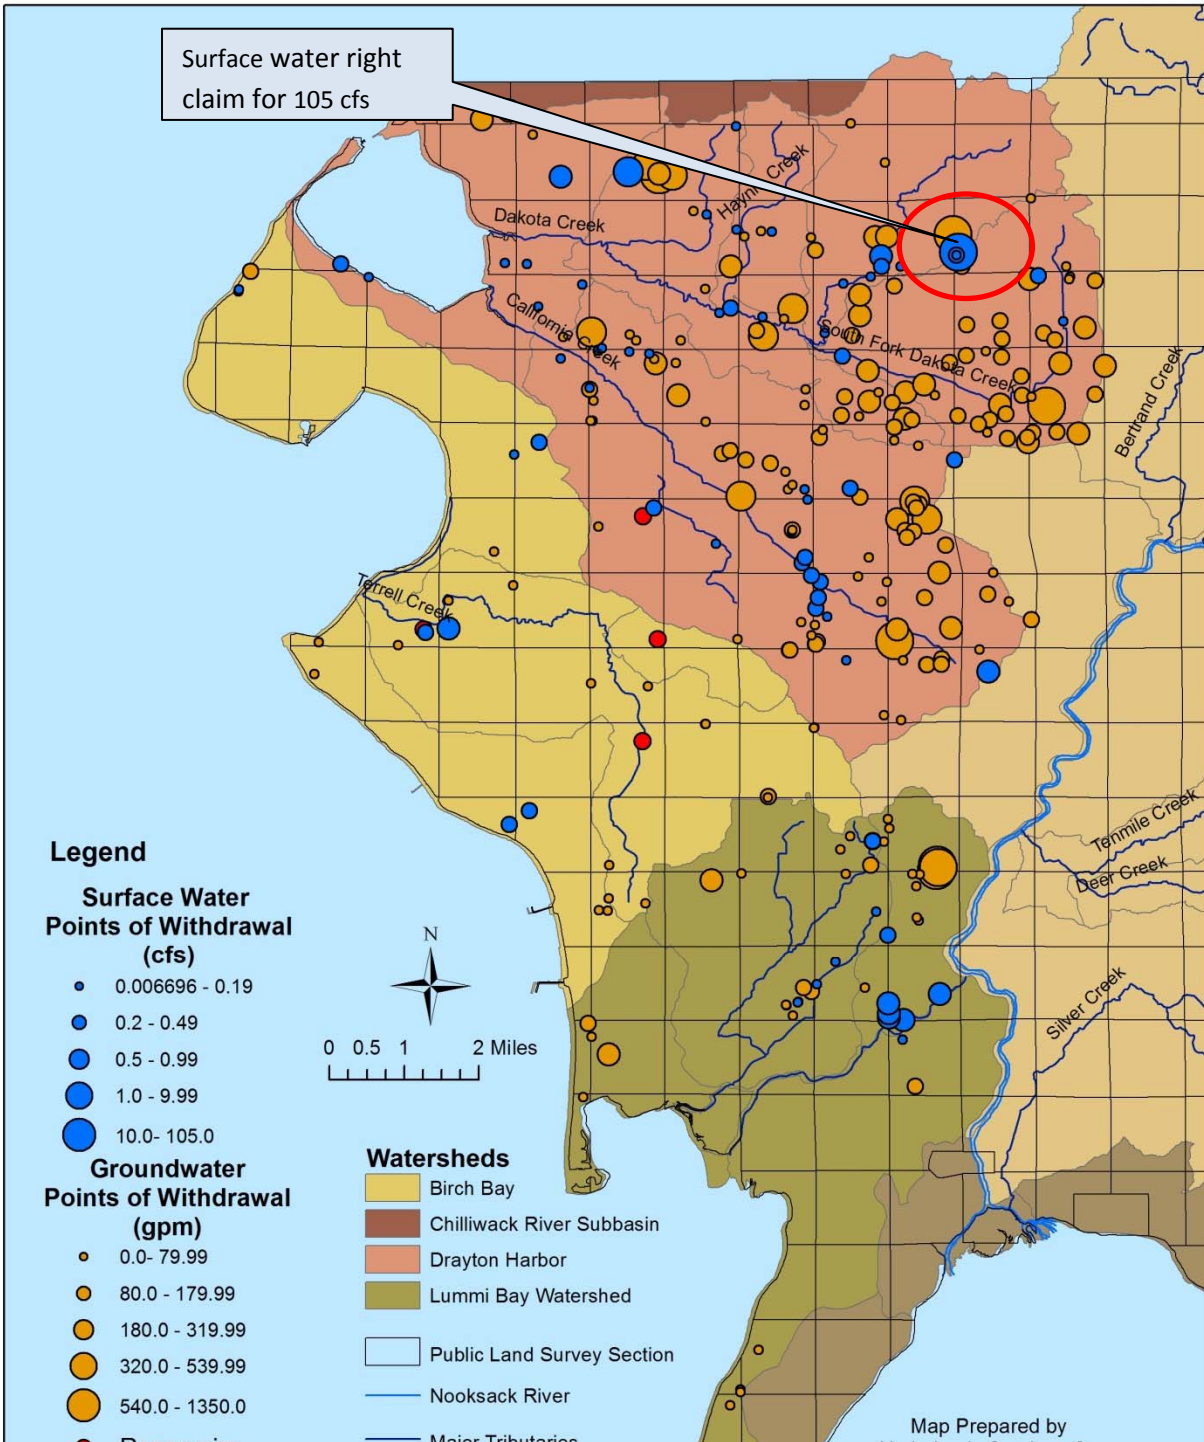 Surface water right
claim for 105 cfs
Dakota Creek
California Creek
South Fork Dakota Creek
Bertrand Creek
Terrell Creek
Tenmile Creek
Deer Creek
Silver Creek
N
0 0.5 1 2 Miles
Legend
Surface Water
Points of Withdrawal
(cfs)
0.006696 - 0.19
0.2 - 0.49
0.5 - 0.99
1.0 - 9.99
10.0- 105.0
Groundwater
Points of Withdrawal
(gpm)
0.0- 79.99
80.0 - 179.99
180.0 - 319.99
320.0 - 539.99
540.0 - 1350.0
Watersheds
Birch Bay
Chilliwack River Subbasin
Drayton Harbor
Lummi Bay Watershed
Public Land Survey Section
Nooksack River
Major Tributaries
Map Prepared by